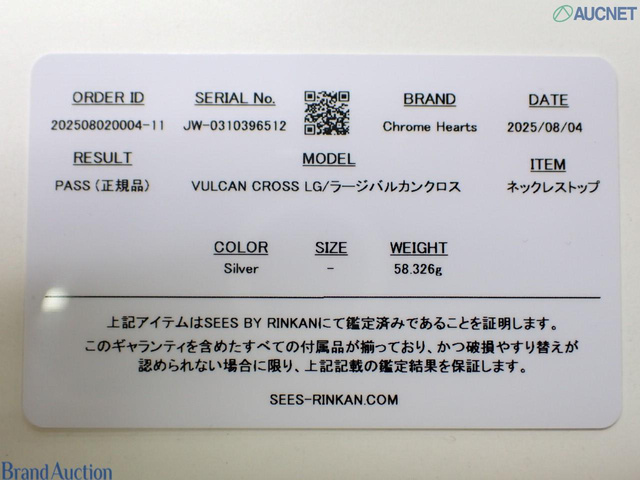 AUCNET
ORDER ID SERIAL No. BRAND DATE
202508020004-11 JW-0310396512 Chrome Hearts 2025/08/04
RESULT MODEL ITEM
PASS (正規品) VULCAN CROSS LG/ラージバルカンクロス ネックレストップ
COLOR SIZE WEIGHT
Silver - 58.326g
上記アイテムはSEES BY RINKANにて鑑定済みであることを証明します。
このギャランティを含めたすべての付属品が揃っており、かつ破損やすり替えが
認められない場合に限り、上記記載の鑑定結果を保証します。
SEES-RINKAN.COM
Brand Auction